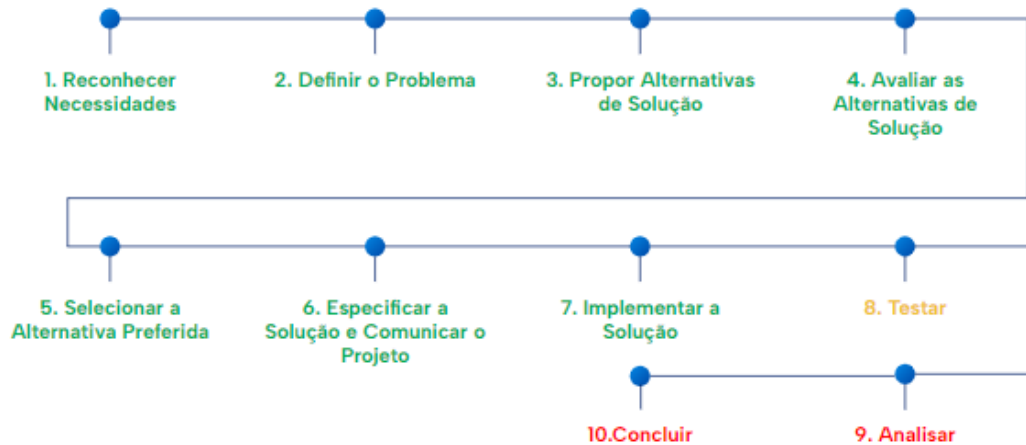 1. Reconhecer
Necessidades
2. Definir o Problema
3. Propor Alternativas
de Solução
4. Avaliar as
Alternativas de
Solução
5. Selecionar a
Alternativa Preferida
6. Especificar a
Solução e Comunicar o
Projeto
7. Implementar a
Solução
8. Testar
9. Analisar
10.Concluir